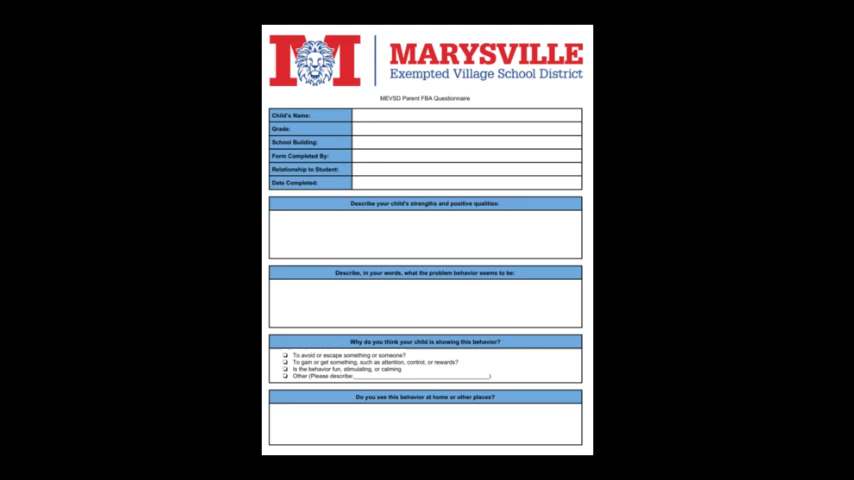 M
MARYSVILLE
Exempted Village School District
MEVSD Parent FBA Questionnaire
Child's Name:
Grade:
School Building:
Form Completed By:
Relationship to Student:
Date Completed:
Describe your child's strengths and positive qualities:
Describe, in your words, what the problem behavior seems to be:
Why do you think your child is showing this behavior?
❏ To avoid or escape something or someone?
❏ To gain or get something, such as attention, control, or rewards?
❏ Is the behavior fun, stimulating, or calming
❏ Other (Please describe:____________________________________________)
Do you see this behavior at home or other places?